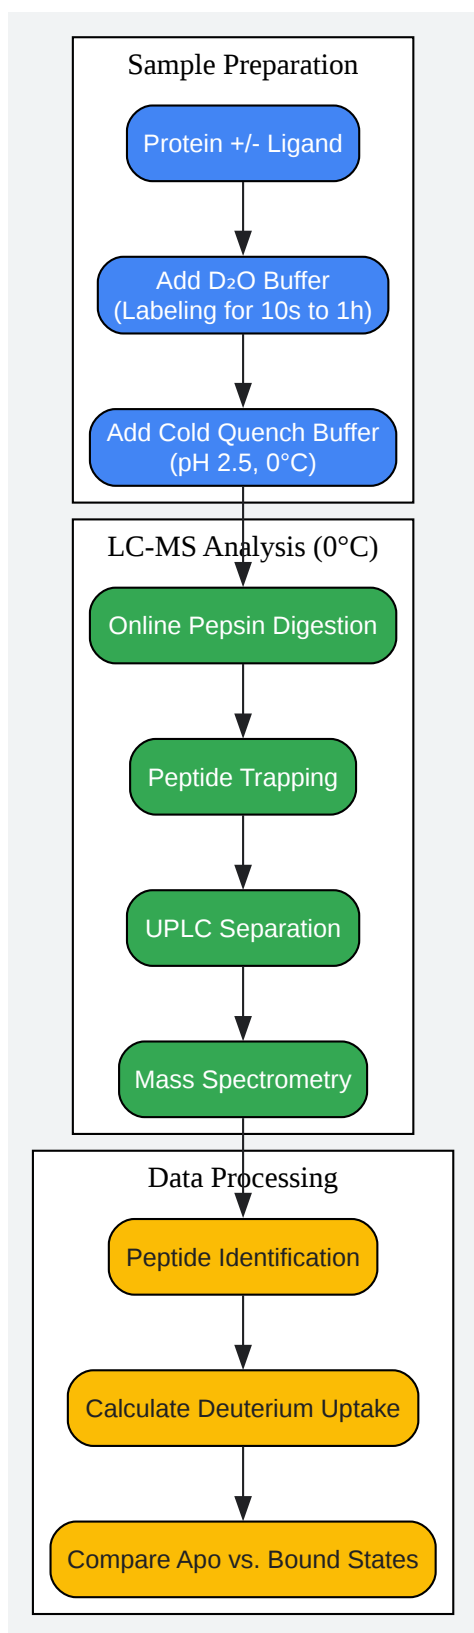 Sample Preparation
Protein +/- Ligand
Add D₂O Buffer
(Labeling for 10s to 1h)
Add Cold Quench Buffer
(pH 2.5, 0°C)
LC-MS Analysis (0°C)
Online Pepsin Digestion
Peptide Trapping
UPLC Separation
Mass Spectrometry
Data Processing
Peptide Identification
Calculate Deuterium Uptake
Compare Apo vs. Bound States